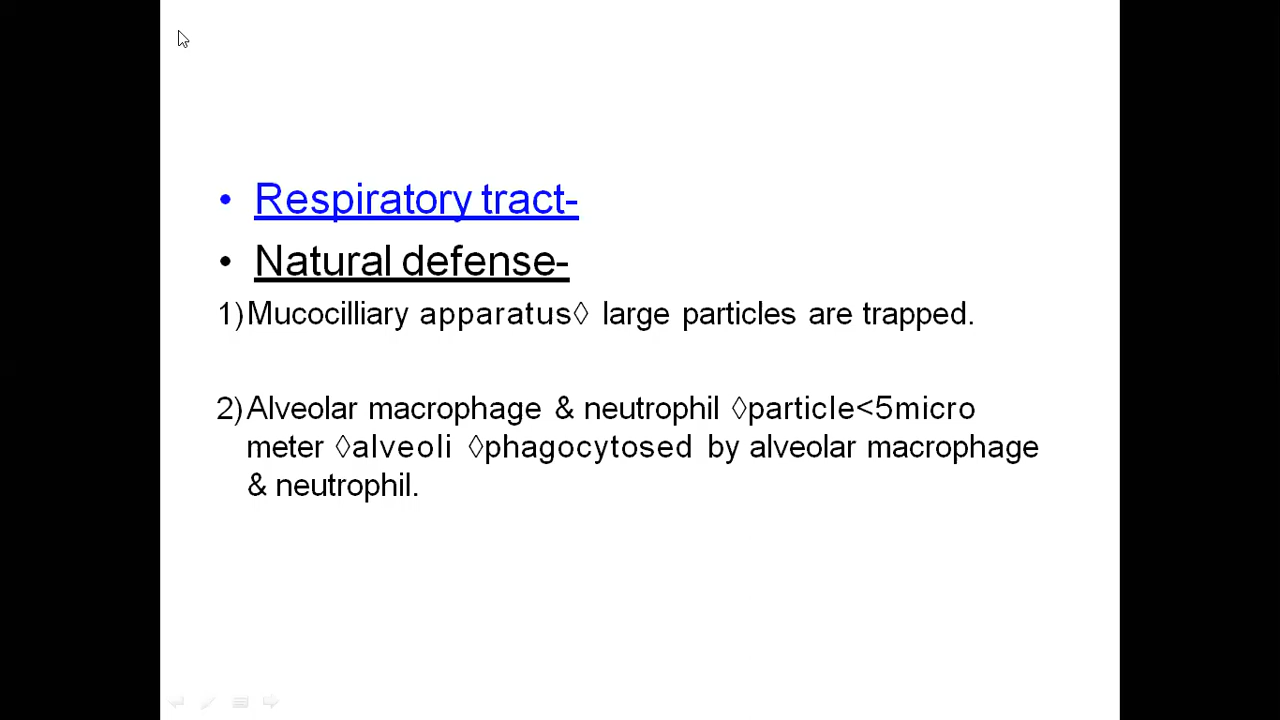 • Respiratory tract-
• Natural defense-
1) Mucocilliary apparatus◊ large particles are trapped.
2) Alveolar macrophage & neutrophil ◊particle<5micro
meter ◊alveoli ◊phagocytosed by alveolar macrophage
& neutrophil.